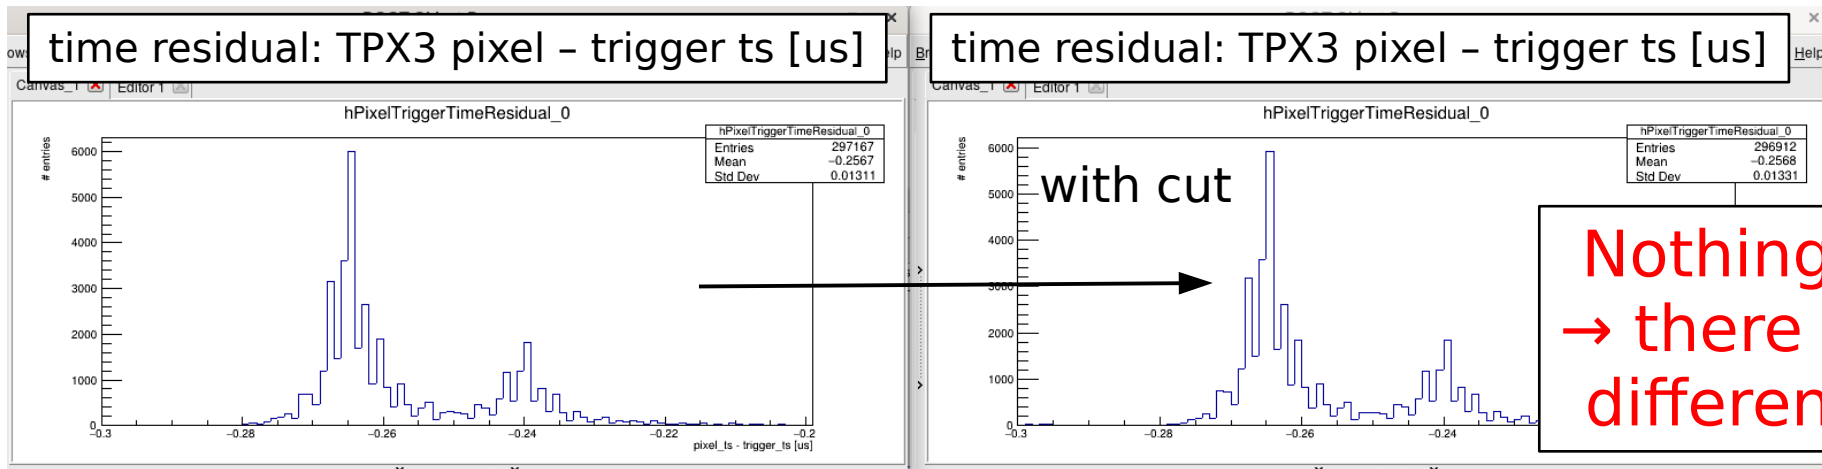 time residual: TPX3 pixel – trigger ts [us]
time residual: TPX3 pixel – trigger ts [us]
elp
Help
Canvas_1
Editor 1
Canvas_1
Editor 1
hPixelTriggerTimeResidual_0
# entries
6000
5000
4000
3000
2000
1000
0
−0.3
−0.28
−0.26
−0.24
−0.22
−0.2
pixel_ts - trigger_ts [us]
hPixelTriggerTimeResidual_0
Entries 297167
Mean −0.2567
Std Dev 0.01311
hPixelTriggerTimeResidual_0
# entries
6000
5000
4000
3000
2000
1000
0
−0.3
−0.28
−0.26
−0.24
hPixelTriggerTimeResidual_0
Entries 296912
Mean −0.2568
Std Dev 0.01331
with cut
Nothing
→ there
differen